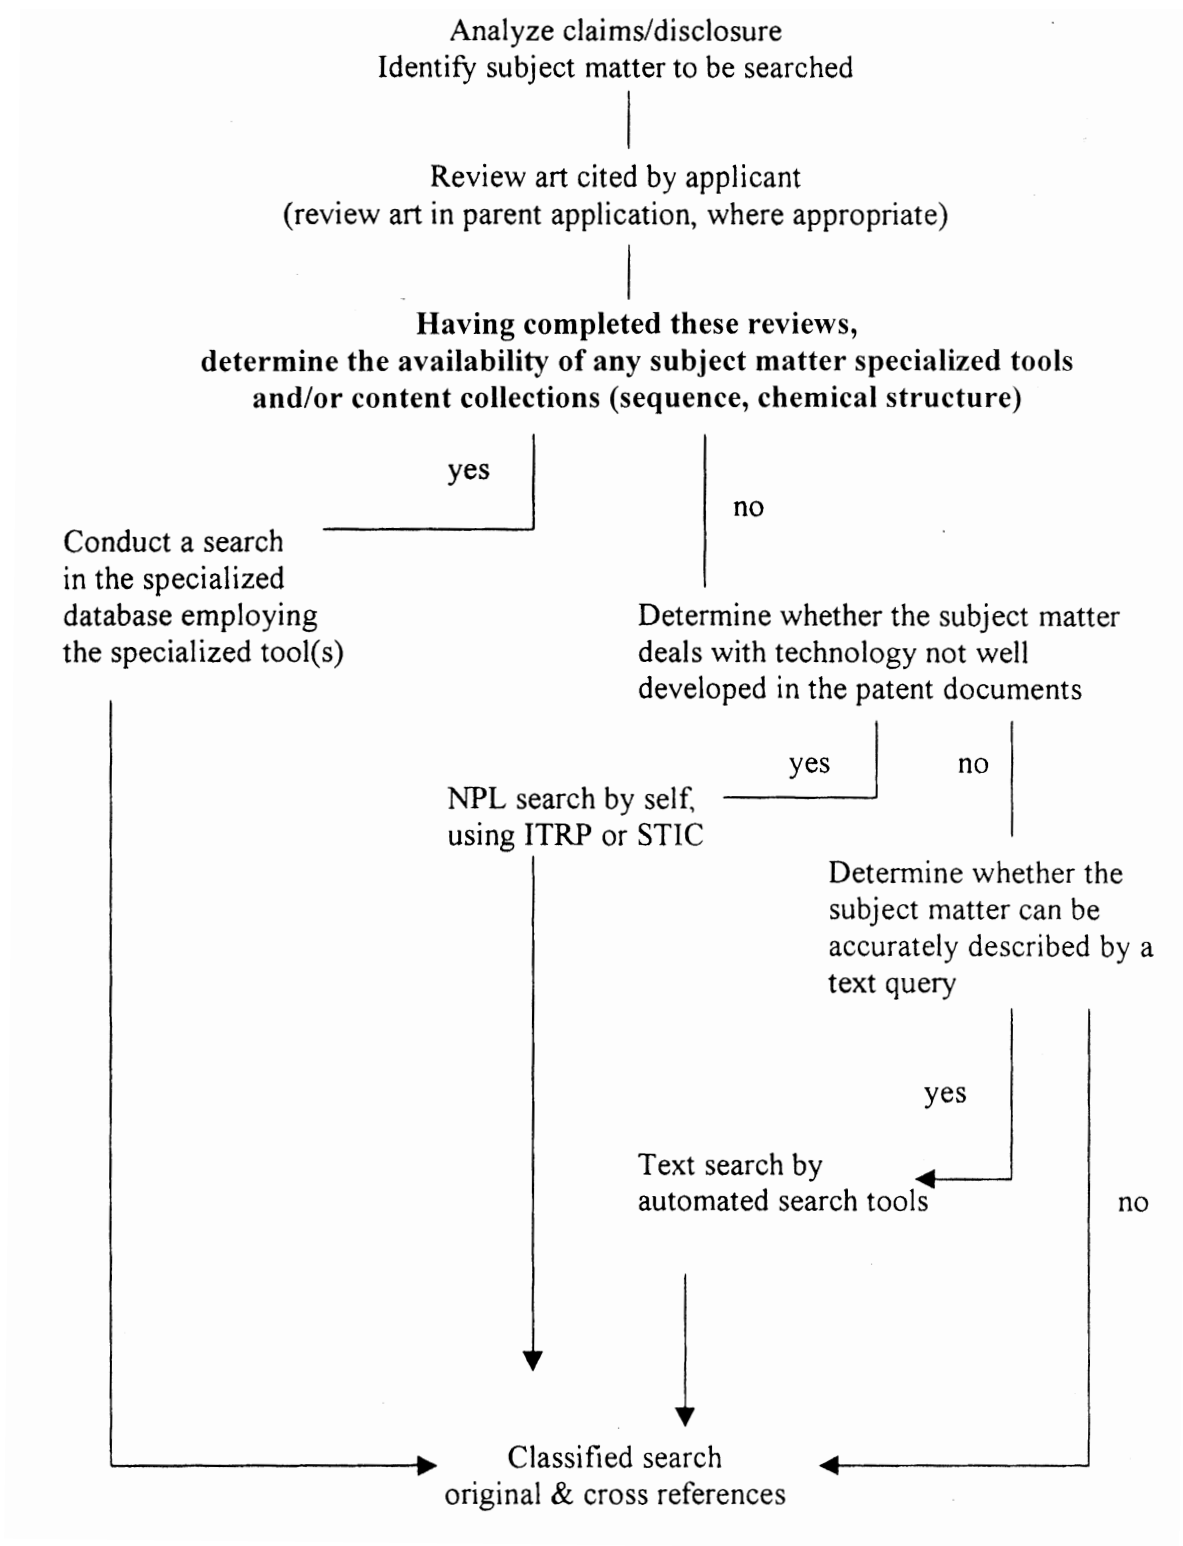 Analyze claims/disclosure
Identify subject matter to be searched
Review art cited by applicant
(review art in parent application, where appropriate)
Having completed these reviews,
determine the availability of any subject matter specialized tools
and/or content collections (sequence, chemical structure)
yes
no
Conduct a search
in the specialized
database employing
the specialized tool(s)
Determine whether the subject matter
deals with technology not well
developed in the patent documents
yes
no
NPL search by self,
using ITRP or STIC
Determine whether the
subject matter can be
accurately described by a
text query
yes
Text search by
automated search tools
no
Classified search
original & cross references